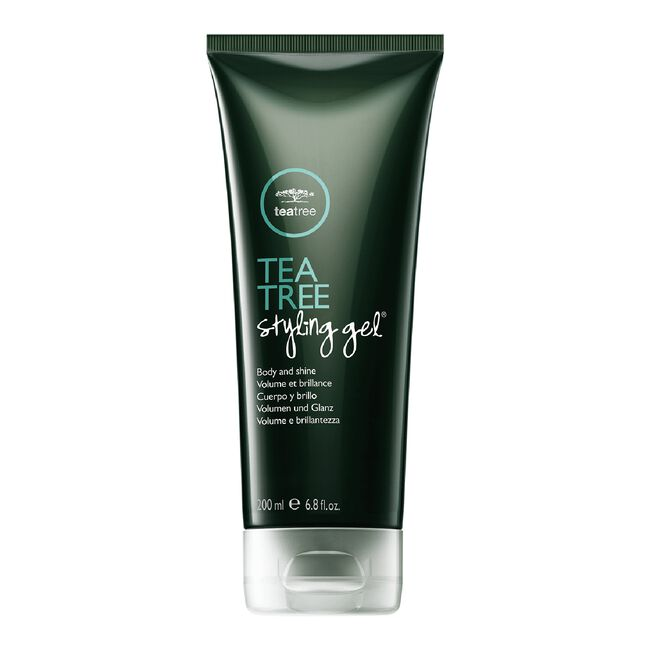 teatree
TEA
TREE
styling gel®
Body and shine
Volume et brillance
Cuerpo y brillo
Volumen und Glanz
Volume e brillantezza
200 ml ℮ 6.8 fl.oz.